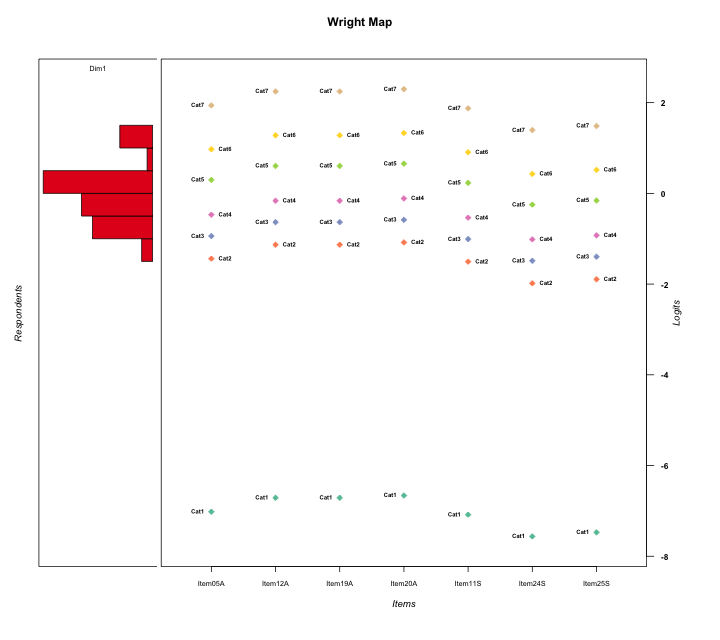 Wright Map
Dim1
Cat7 Cat7 Cat7 Cat7 Cat7 Cat7 Cat7
Cat6 Cat6 Cat6 Cat6 Cat6 Cat6 Cat6
Cat5 Cat5 Cat5 Cat5 Cat5 Cat5 Cat5
Cat4 Cat4 Cat4 Cat4 Cat4 Cat4 Cat4
Cat3 Cat3 Cat3 Cat3 Cat3 Cat3 Cat3
Cat2 Cat2 Cat2 Cat2 Cat2 Cat2 Cat2
Cat1 Cat1 Cat1 Cat1 Cat1 Cat1 Cat1
2
0
-2
-4
-6
-8
Respondents
Logits
Item05A Item12A Item19A Item20A Item11S Item24S Item25S
Items